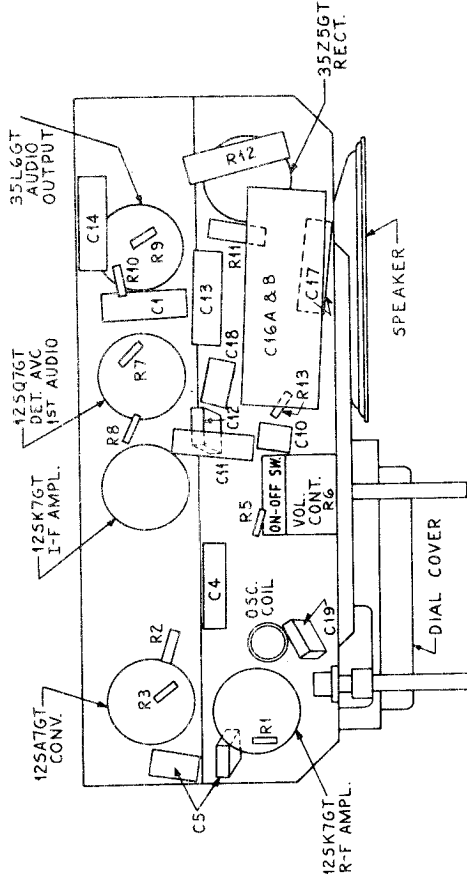 12SA7GT
CONV.
12SK7GT
I-F AMPL.
12SQ7GT
DET. AVC
1ST AUDIO
35L6GT
AUDIO
OUTPUT
C14
R10
R9
C1
R7
R8
R2
R3
C5
C4
C11
C12
C18
C13
R11
R12
35Z5GT
RECT.
C16A & B
C17
R13
C10
R5
ON-OFF SW.
VOL.
CONT.
R6
OSC.
COIL
C19
R1
12SK7GT
R-F AMPL.
DIAL COVER
SPEAKER